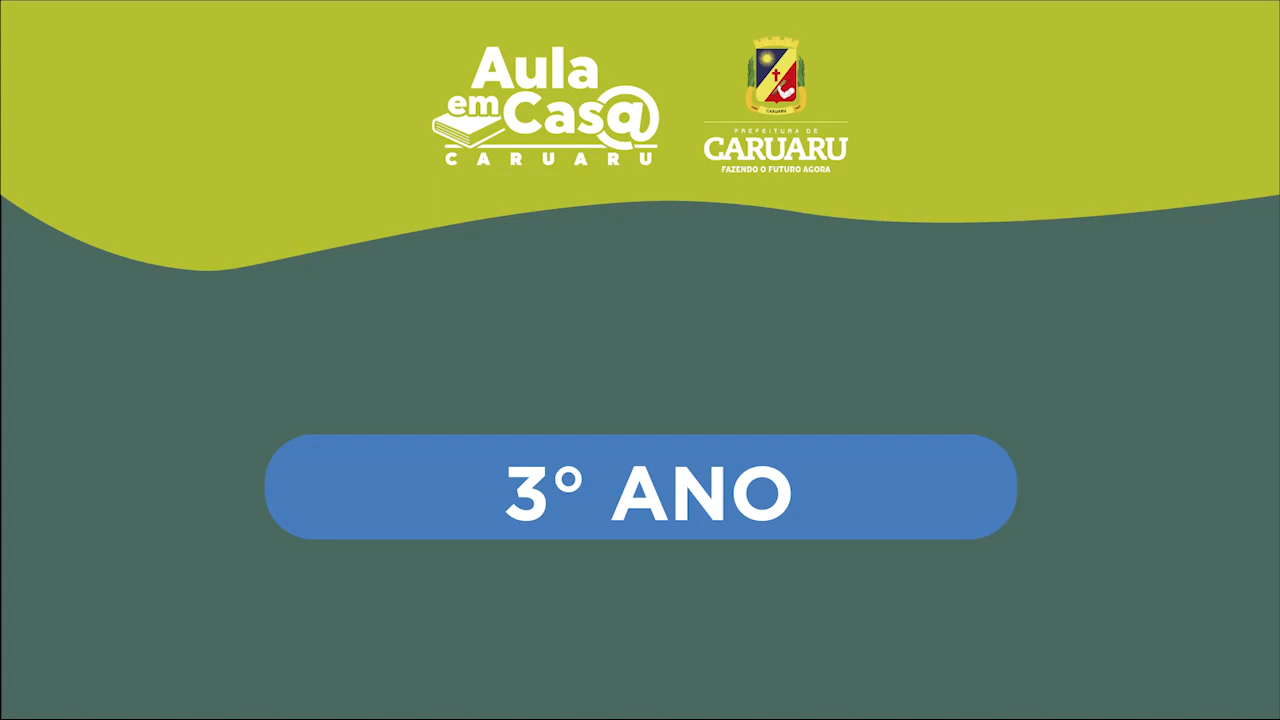 Aula
em Cas@
CARUARU
PREFEITURA DE
CARUARU
FAZENDO O FUTURO AGORA
3° ANO